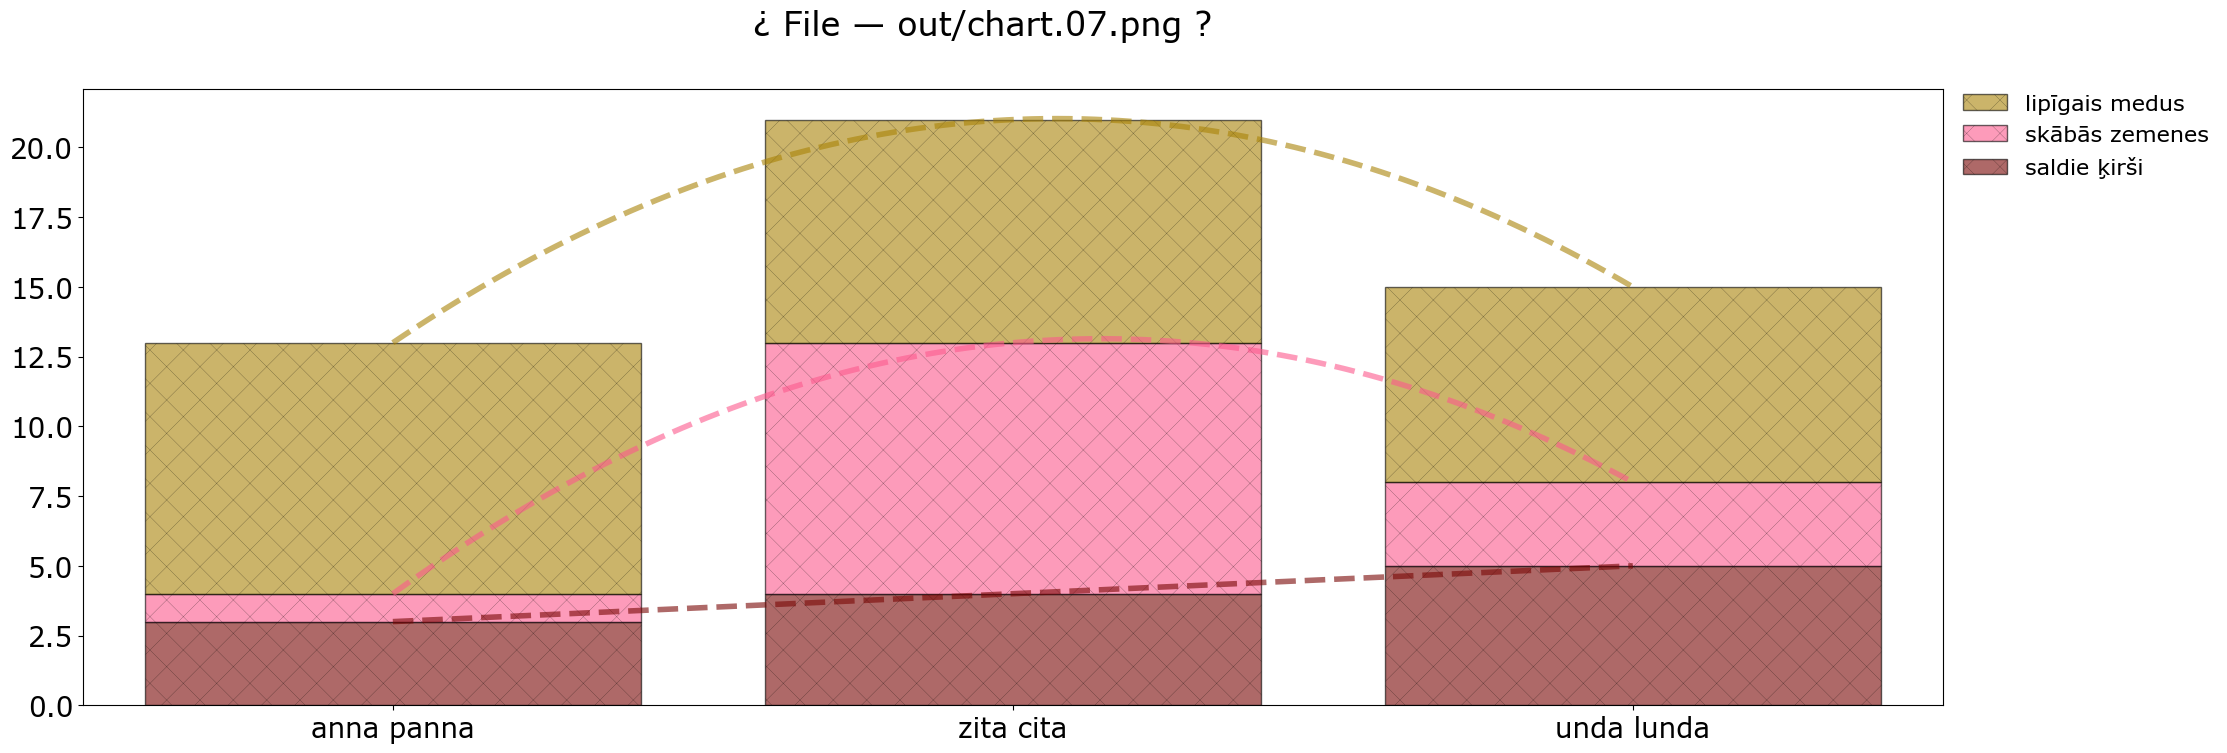 ¿ File — out/chart.07.png ?
lipīgais medus
skābās zemenes
saldie ķirši
20.0
17.5
15.0
12.5
10.0
7.5
5.0
2.5
0.0
anna panna
zita cita
unda lunda